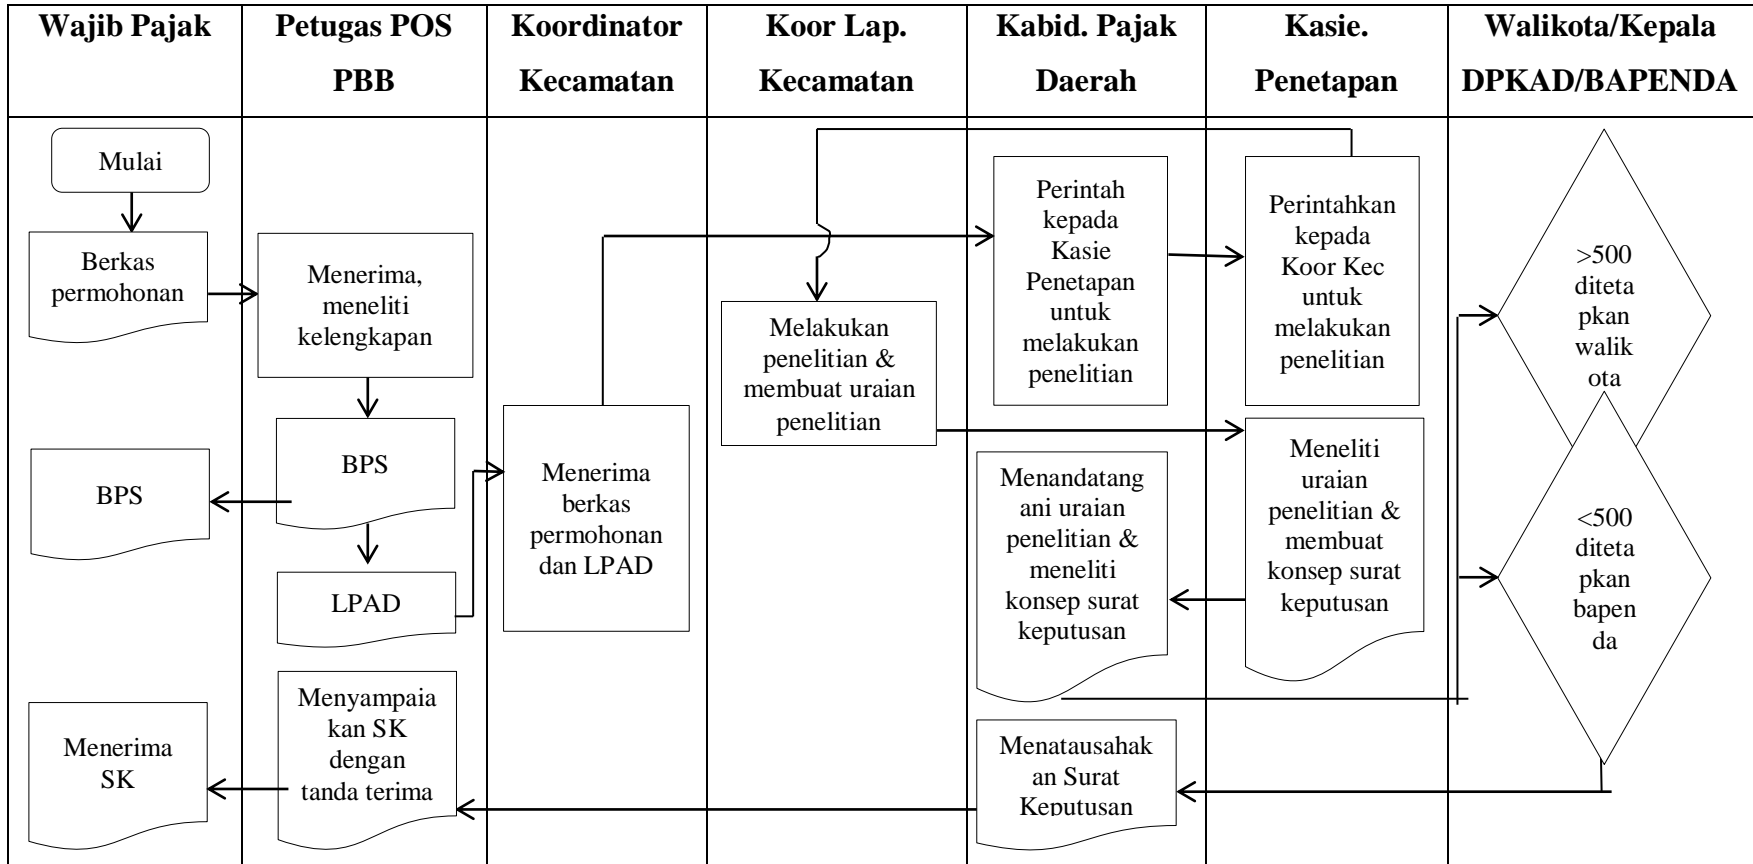 Wajib Pajak
Petugas POS
PBB
Koordinator
Kecamatan
Koor Lap.
Kecamatan
Kabid. Pajak
Daerah
Kasie.
Penetapan
Walikota/Kepala
DPKAD/BAPENDA
Mulai
Berkas
permohonan
BPS
Menerima
SK
Menerima,
meneliti
kelengkapan
BPS
LPAD
Menyampaia
kan SK
dengan
tanda terima
Menerima
berkas
permohonan
dan LPAD
Melakukan
penelitian &
membuat uraian
penelitian
Perintah
kepada
Kasie
Penetapan
untuk
melakukan
penelitian
Menandatang
ani uraian
penelitian &
meneliti
konsep surat
keputusan
Menatausahak
an Surat
Keputusan
Perintahkan
kepada
Koor Kec
untuk
melakukan
penelitian
Meneliti
uraian
penelitian &
membuat
konsep surat
keputusan
>500
diteta
pkan
walik
ota
<500
diteta
pkan
bapen
da